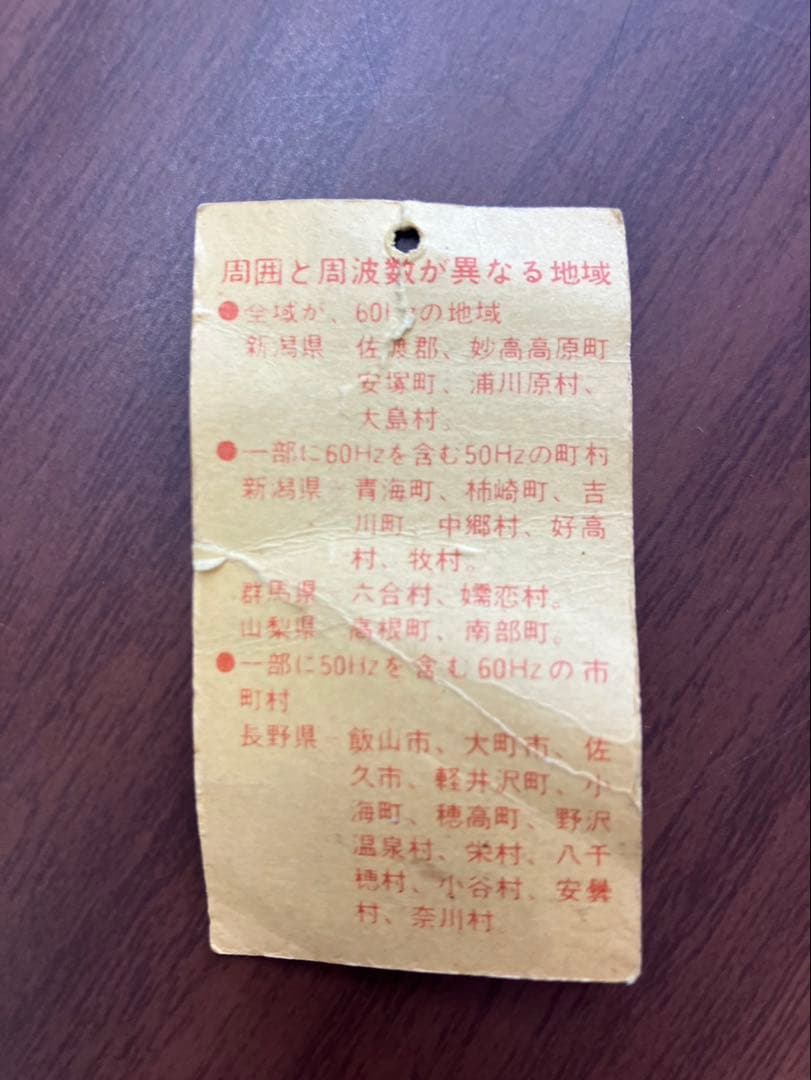 周囲と周波数が異なる地域
●全域が、60Hzの地域
新潟県 佐渡郡、妙高高原町
安塚町、浦川原村、
大島村。
●一部に60Hzを含む50Hzの町村
新潟県 青海町、柿崎町、吉
川町 中郷村、好高
村、牧村。
群馬県 六合村、嬬恋村。
山梨県 高根町、南部町。
●一部に50Hzを含む60Hzの市
町村
長野県 飯山市、大町市、佐
久市、軽井沢町、小
海町、穂高町、野沢
温泉村、栄村、八千
穂村、小谷村、安曇
村、奈川村